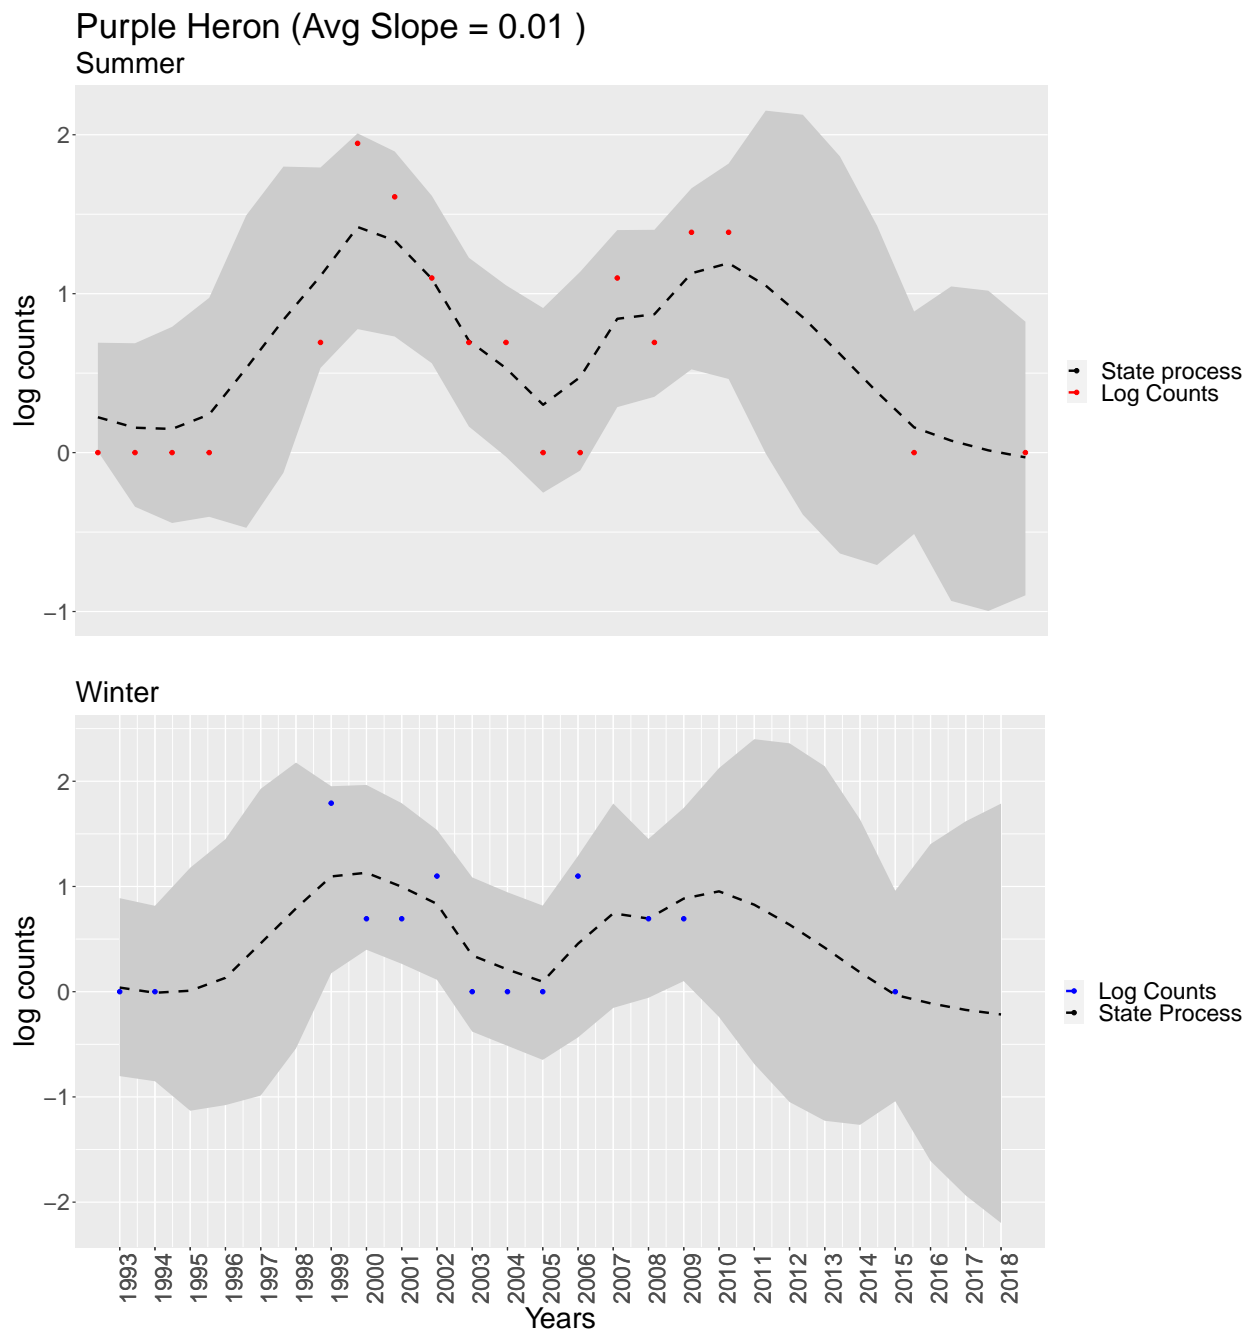 Purple Heron (Avg Slope = 0.01 )
Summer
2
1
0
−1
log counts
State process
Log Counts
Winter
2
1
0
−1
−2
log counts
Log Counts
State Process
1993 1994 1995 1996 1997 1998 1999 2000 2001 2002 2003 2004 2005 2006 2007 2008 2009 2010 2011 2012 2013 2014 2015 2016 2017 2018
Years